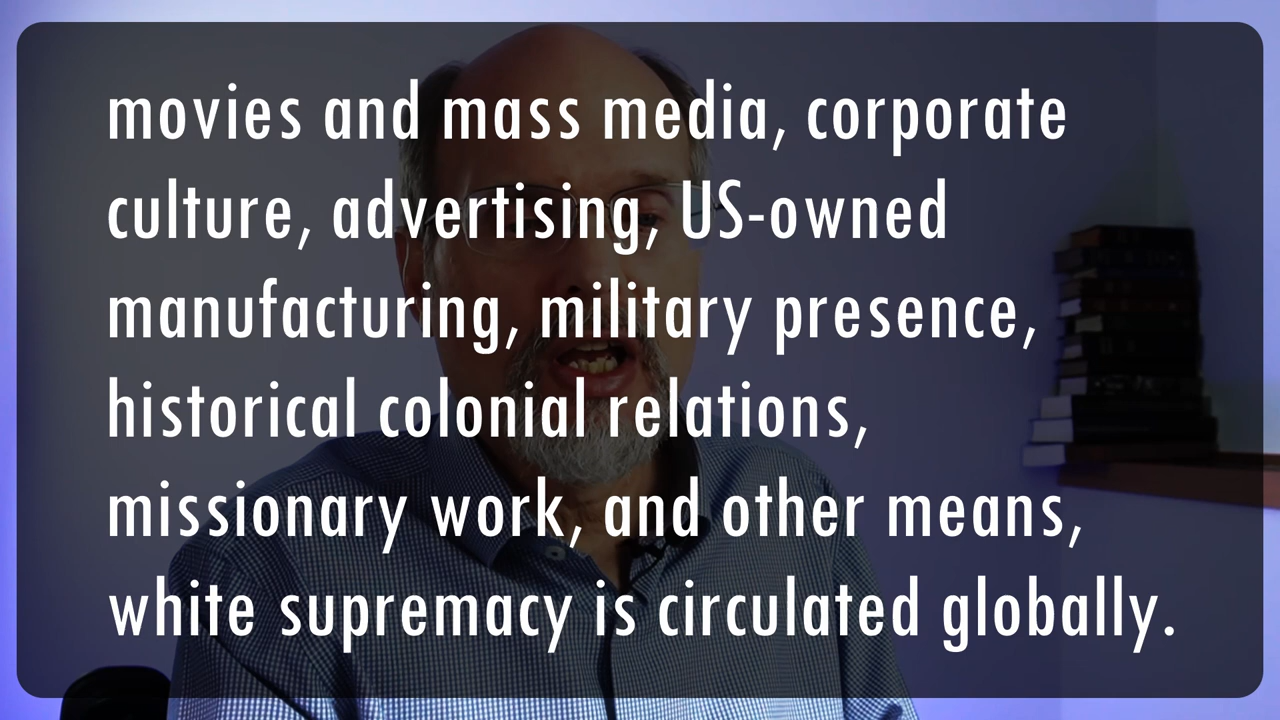 movies and mass media, corporate
culture, advertising, US-owned
manufacturing, military presence,
historical colonial relations,
missionary work, and other means,
white supremacy is circulated globally.